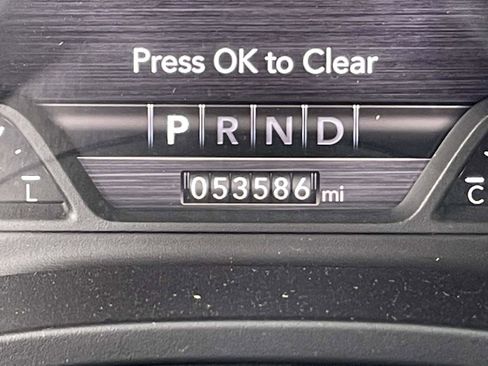 Press OK to Clear
P R N D
L 053586 mi C